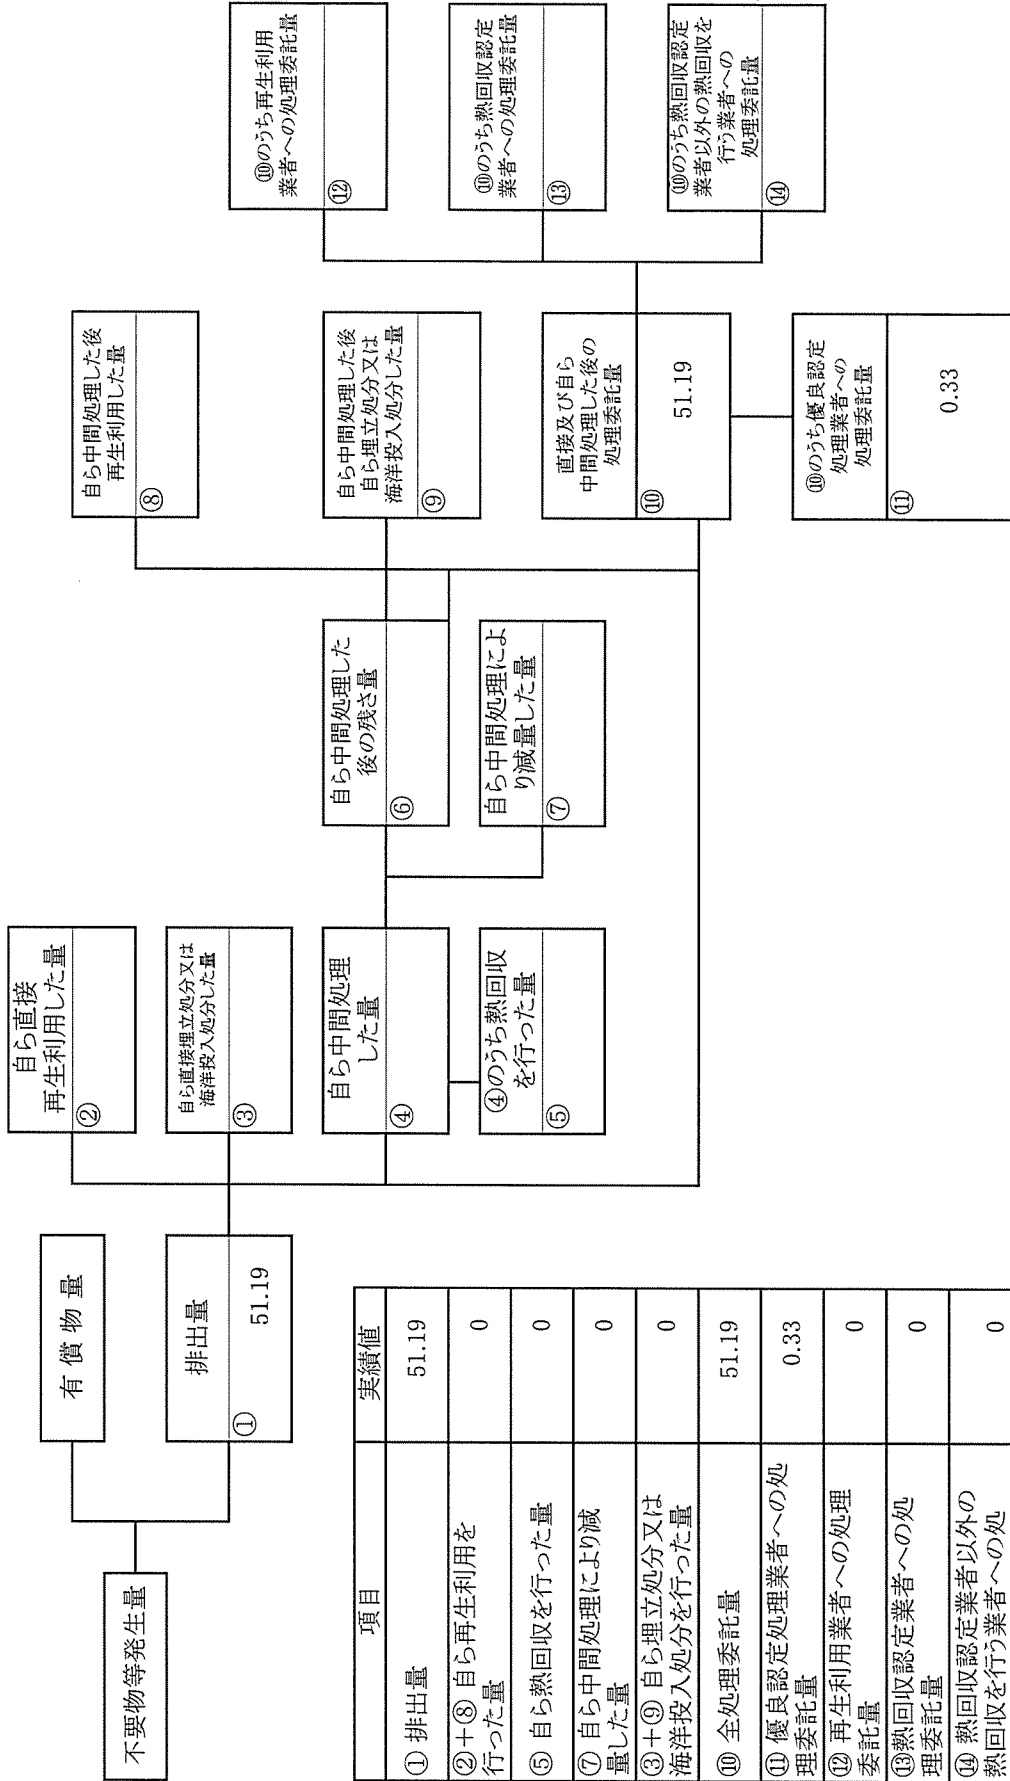 不要物等発生量
有 償 物 量
排出量
①
51.19
自ら直接
再生利用した量
②
自ら直接埋立処分又は
海洋投入処分した量
③
自ら中間処理
した量
④
④のうち熱回収
を行った量
⑤
自ら中間処理した
後の残さ量
⑥
自ら中間処理によ
り減量した量
⑦
自ら中間処理した後
再生利用した量
⑧
自ら中間処理した後
自ら埋立処分又は
海洋投入処分した量
⑨
直接及び自ら
中間処理した後の
処理委託量
⑩
51.19
⑩のうち優良認定
処理業者への
処理委託量
⑪
0.33
⑩のうち再生利用
業者への処理委託量
⑫
⑩のうち熱回収認定
業者への処理委託量
⑬
⑩のうち熱回収認定
業者以外の熱回収を
行う業者への
処理委託量
⑭
項目 実績値
① 排出量 51.19
②+⑧ 自ら再生利用を
行った量 0
⑤ 自ら熱回収を行った量 0
⑦ 自ら中間処理により減
量した量 0
③+⑨ 自ら埋立処分又は
海洋投入処分を行った量 0
⑩ 全処理委託量 51.19
⑪ 優良認定処理業者への処
理委託量 0.33
⑫ 再生利用業者への処理
委託量 0
⑬熱回収認定業者への処
理委託量 0
⑭ 熱回収認定業者以外の
熱回収を行う業者への処 0